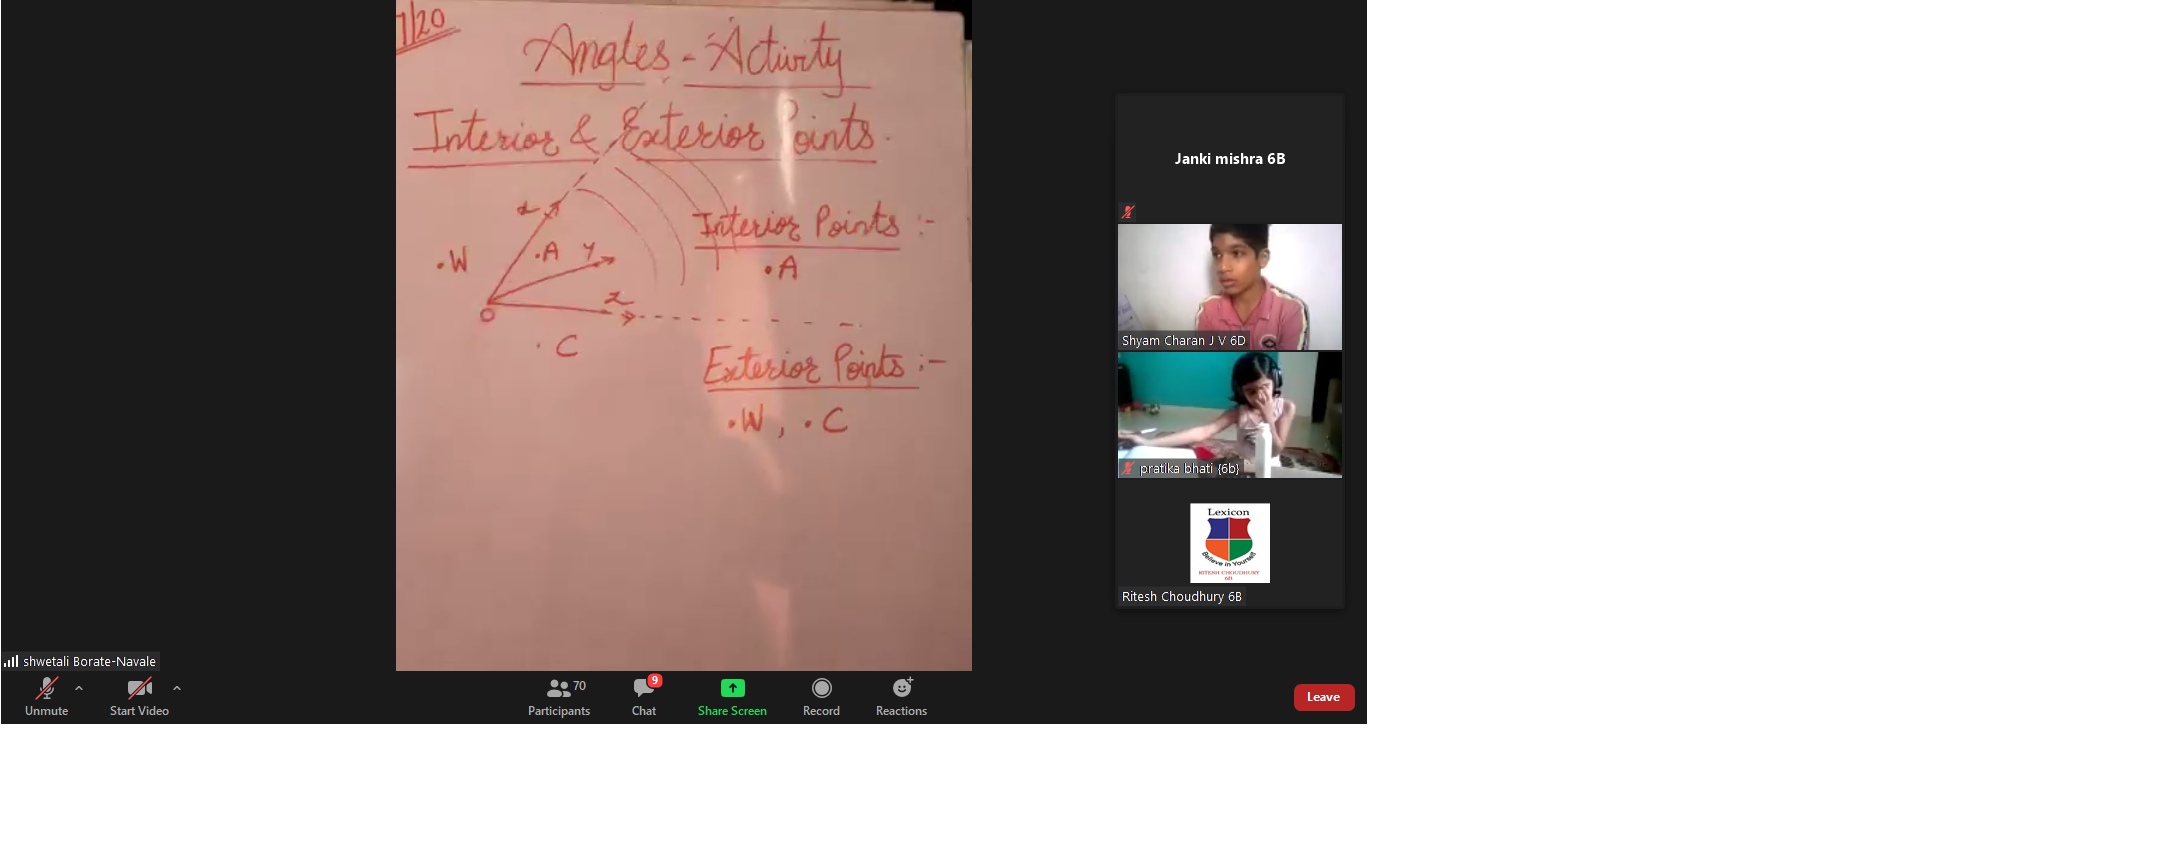 7/20
Angles - Activity
Interior & Exterior Points.
x
.A
y
.W
Interior Points :-
.A
z
O
.C
Exterior Points :-
.W, .C
Janki mishra 6B
Shyam Charan J V 6D
pratika bhati {6b}
Lexicon
Believe in Yourself
RITESH CHOUDHURY
6B
Ritesh Choudhury 6B
shwetali Borate-Navale
Unmute
Start Video
70
Participants
9
Chat
Share Screen
Record
Reactions
Leave